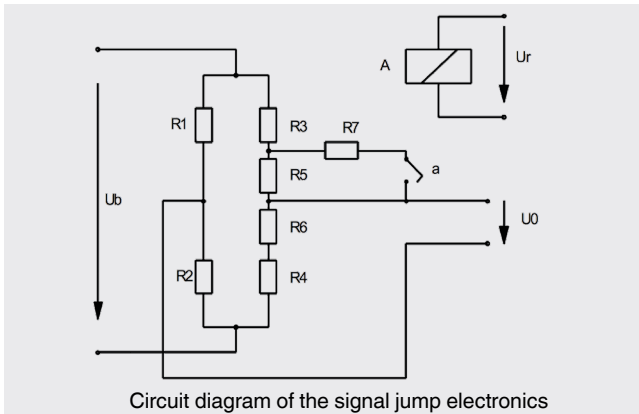 A
Ur
R1
R3
R7
a
R5
Ub
U0
R6
R2
R4
Circuit diagram of the signal jump electronics